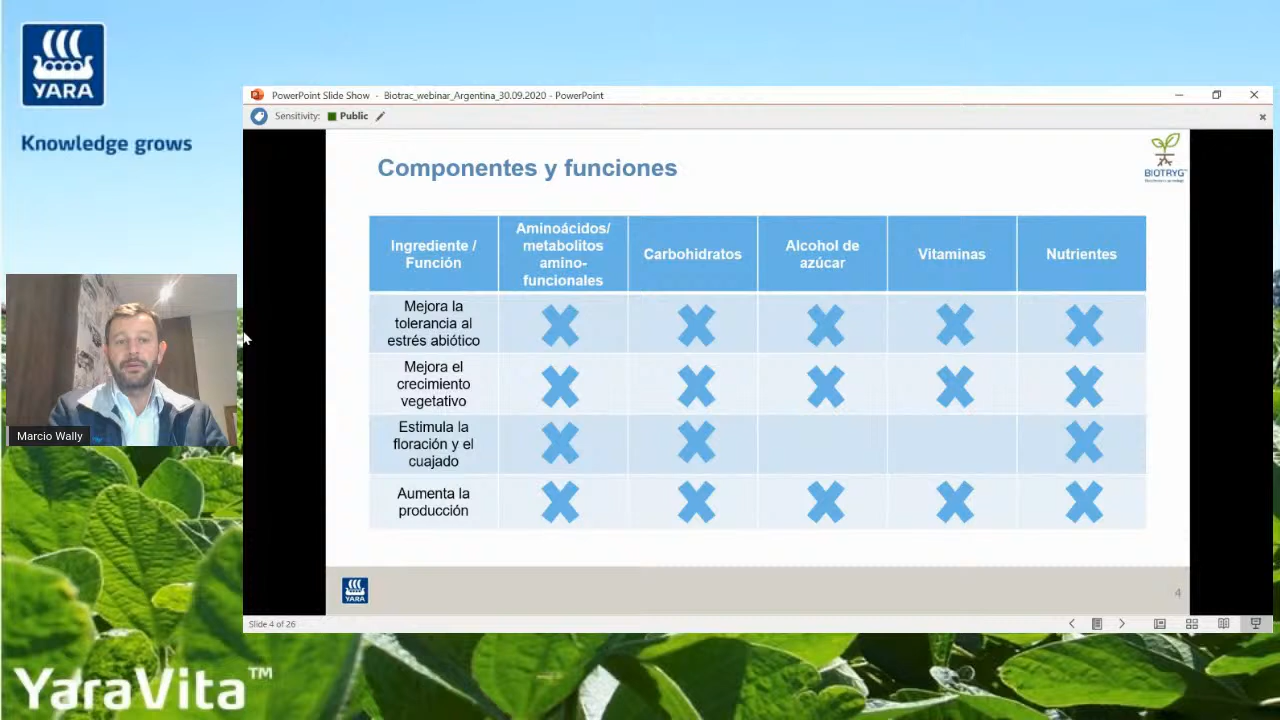 YARA
Knowledge grows
PowerPoint Slide Show - Biotrac_webinar_Argentina_30.09.2020 - PowerPoint
Sensitivity: Public
Componentes y funciones
BIOTRYG
Ingrediente /
Función
Aminoácidos/
metabolitos
amino-
funcionales
Carbohidratos
Alcohol de
azúcar
Vitaminas
Nutrientes
Mejora la
tolerancia al
estrés abiótico
Mejora el
crecimiento
vegetativo
Estimula la
floración y el
cuajado
Aumenta la
producción
Marcio Wally
YARA
4
Slide 4 of 26
YaraVita™